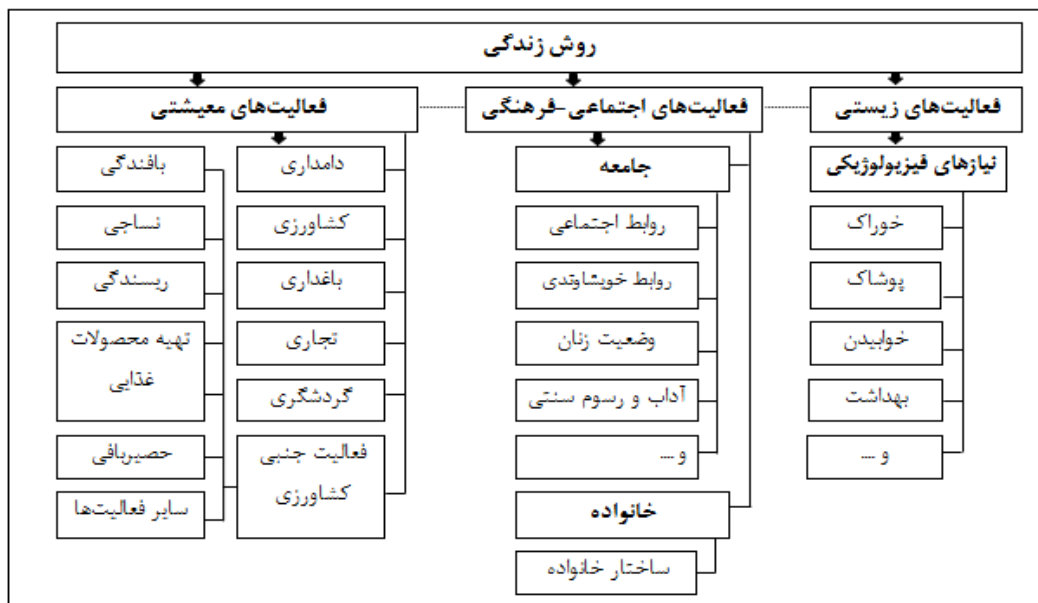 روش زندگی
فعالیت‌های زیستی
نیازهای فیزیولوژیکی
خوراک
پوشاک
خوابیدن
بهداشت
و ....
فعالیت‌های اجتماعی-فرهنگی
جامعه
روابط اجتماعی
روابط خویشاوندی
وضعیت زنان
آداب و رسوم سنتی
و ....
خانواده
ساختار خانواده
فعالیت‌های معیشتی
دامداری
کشاورزی
باغداری
تجاری
گردشگری
فعالیت جنبی
کشاورزی
بافندگی
نساجی
ریسندگی
تهیه محصولات
غذایی
حصیربافی
سایر فعالیت‌ها